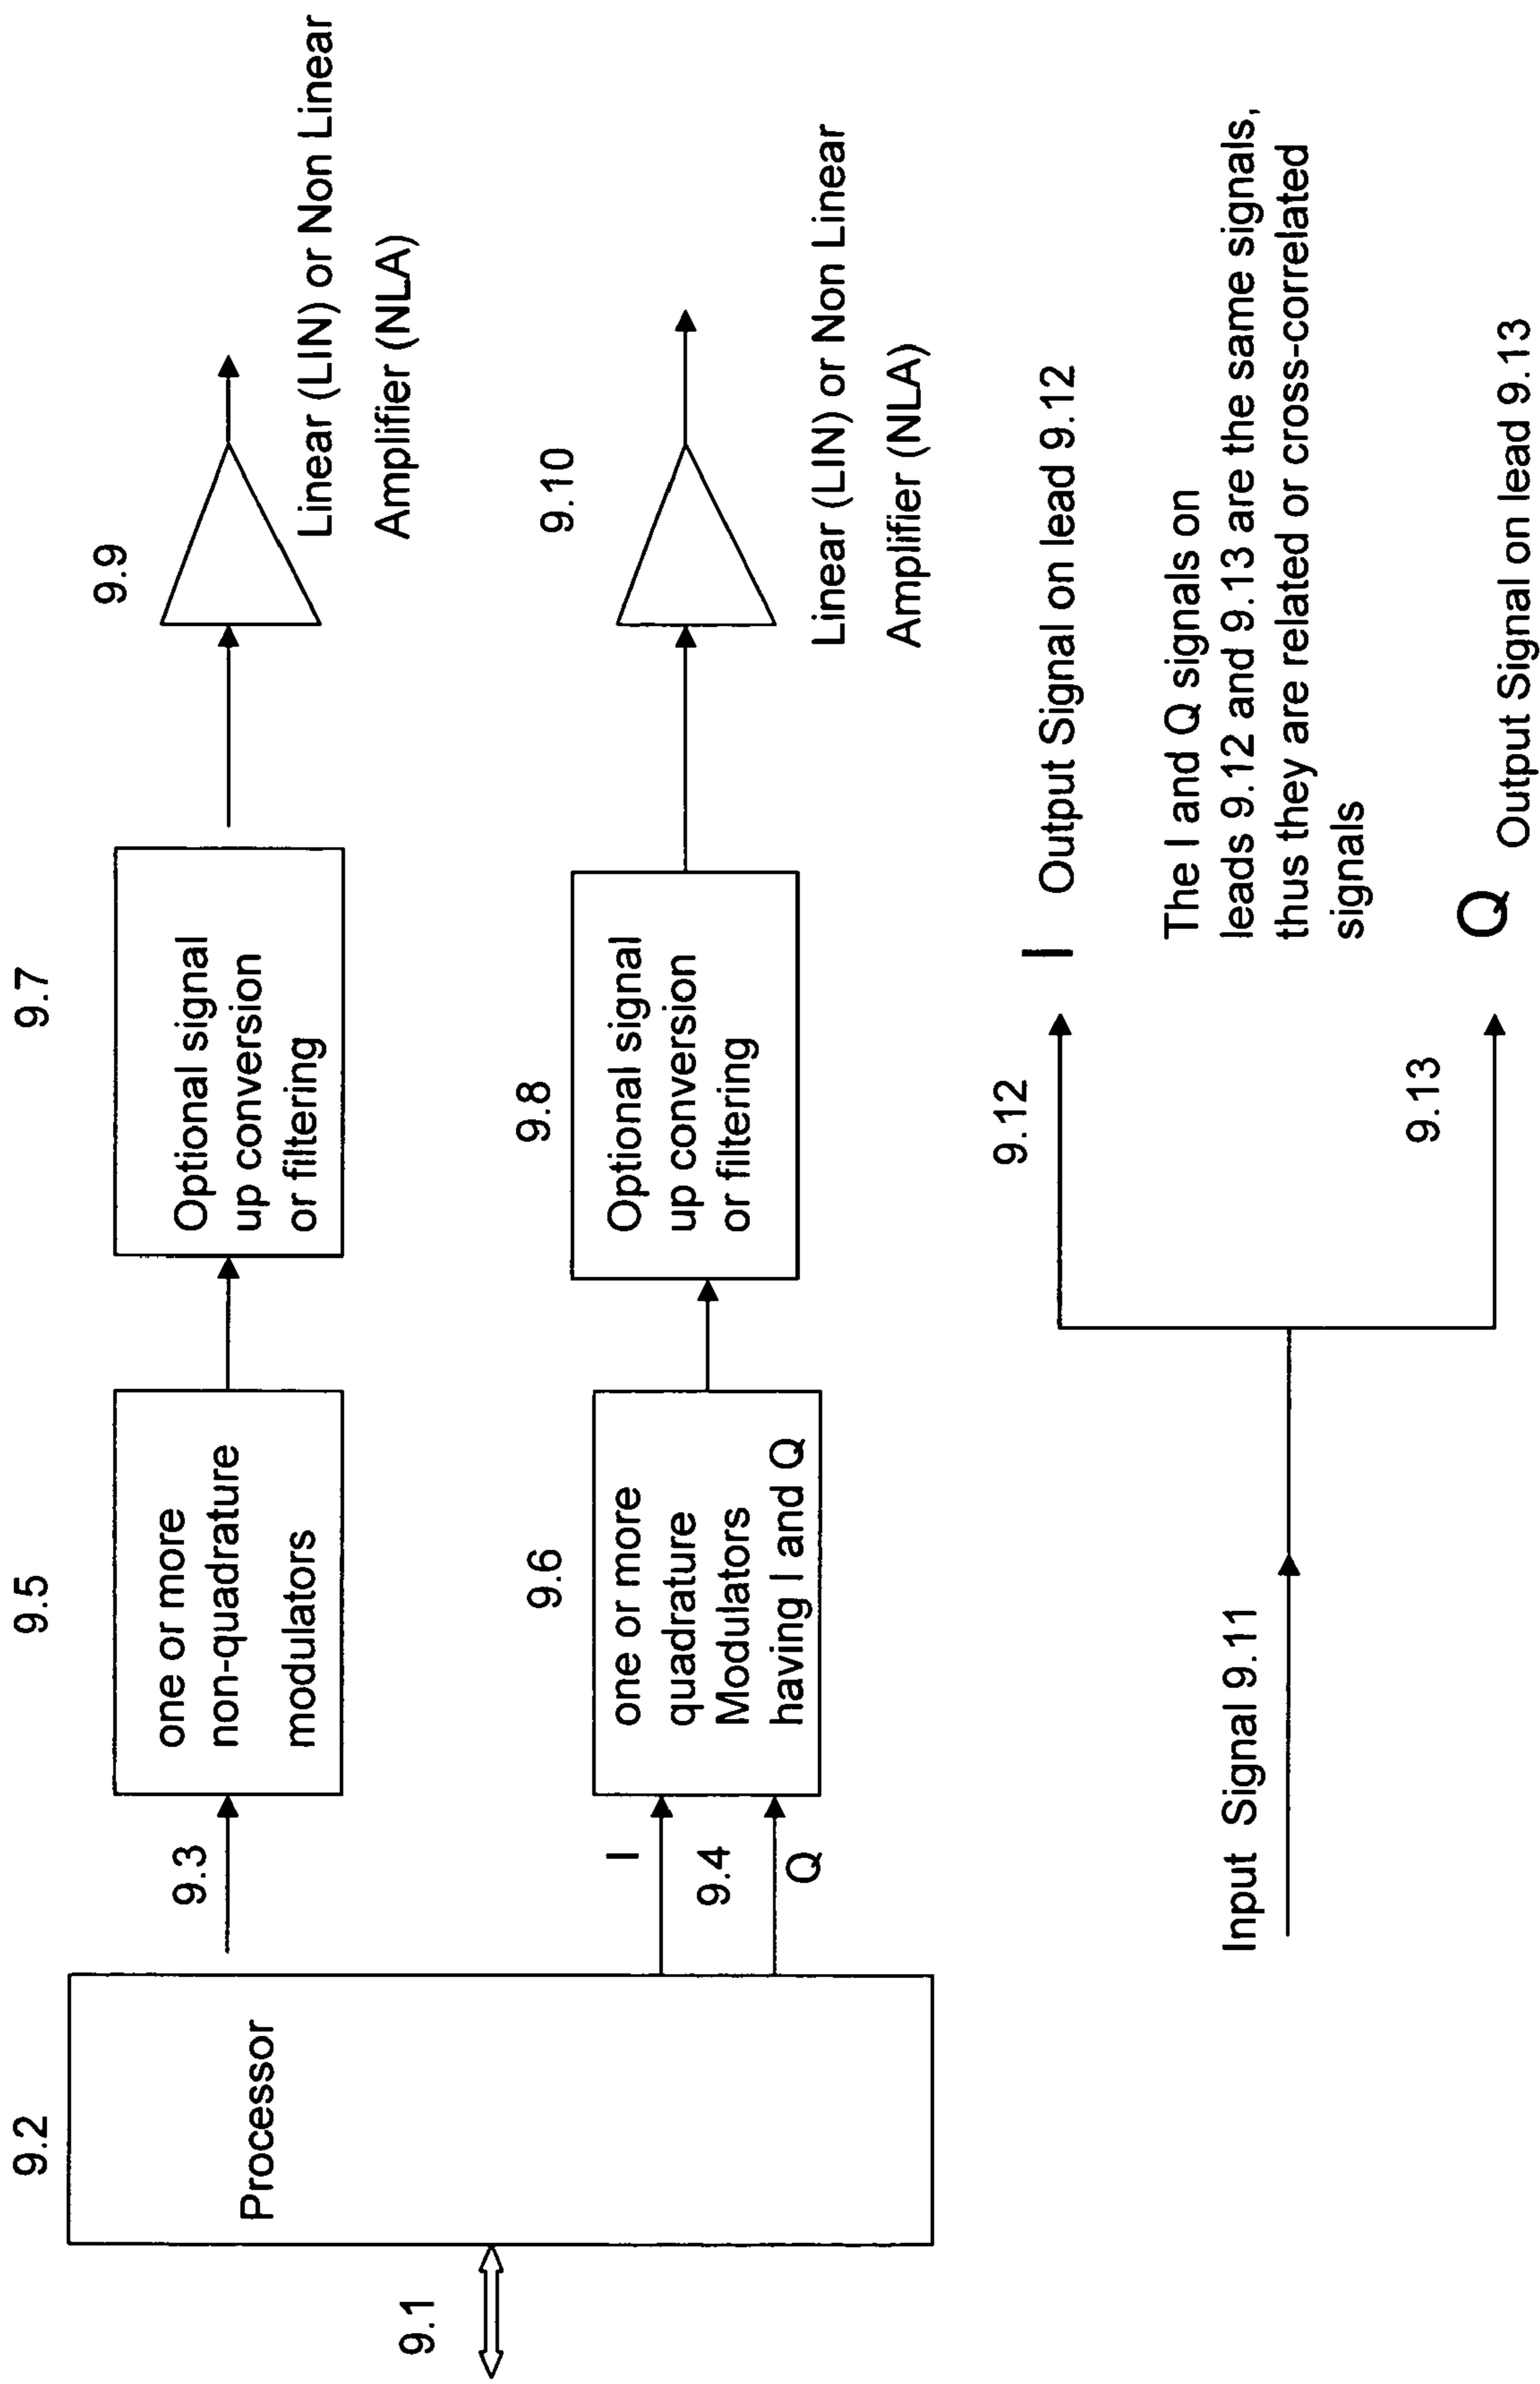 9.1
9.2
Processor
9.3
9.5
one or more
non-quadrature
modulators
9.7
Optional signal
up conversion
or filtering
9.9
Linear (LIN) or Non Linear
Amplifier (NLA)
I
9.4
Q
9.6
one or more
quadrature
Modulators
having I and Q
9.8
Optional signal
up conversion
or filtering
9.10
Linear (LIN) or Non Linear
Amplifier (NLA)
Input Signal 9.11
9.12
I Output Signal on lead 9.12
The I and Q signals on
leads 9.12 and 9.13 are the same signals,
thus they are related or cross-correlated
signals
9.13
Q Output Signal on lead 9.13